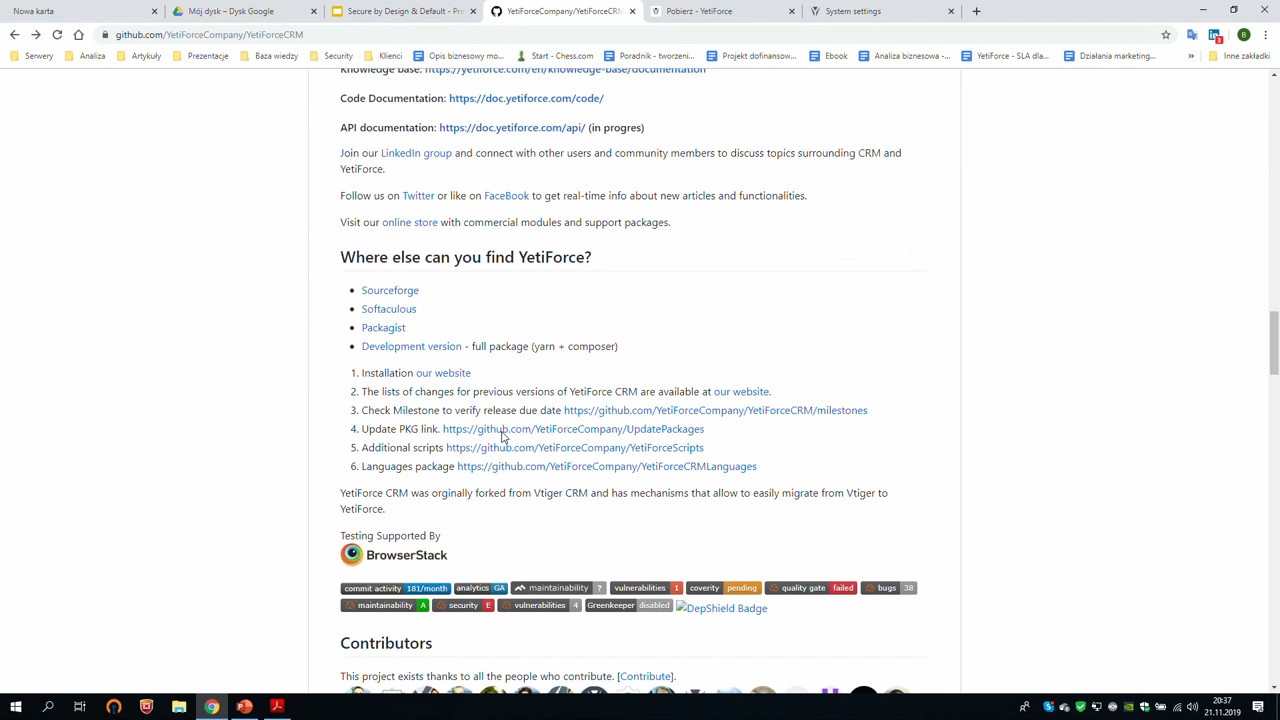 Nowa karta
Mój dysk – Dysk Google
Secure by Design & Default - Pre
YetiForceCompany/YetiForceCRM
Pobierz - YetiForce
System settings
github.com/YetiForceCompany/YetiForceCRM
Serwery
Analiza
Artykuły
Prezentacje
Baza wiedzy
Security
Klienci
Opis biznesowy mo...
Start - Chess.com
Poradnik - tworzeni...
Projekt dofinansow...
Ebook
Analiza biznesowa -...
YetiForce - SLA dla...
Działania marketing...
»
Inne zakładki
Knowledge base: https://yetiforce.com/en/knowledge-base/documentation
Code Documentation: https://doc.yetiforce.com/code/
API documentation: https://doc.yetiforce.com/api/ (in progres)
Join our LinkedIn group and connect with other users and community members to discuss topics surrounding CRM and
YetiForce.
Follow us on Twitter or like on FaceBook to get real-time info about new articles and functionalities.
Visit our online store with commercial modules and support packages.
Where else can you find YetiForce?
Sourceforge
Softaculous
Packagist
Development version - full package (yarn + composer)
1. Installation our website
2. The lists of changes for previous versions of YetiForce CRM are available at our website.
3. Check Milestone to verify release due date https://github.com/YetiForceCompany/YetiForceCRM/milestones
4. Update PKG link. https://github.com/YetiForceCompany/UpdatePackages
5. Additional scripts https://github.com/YetiForceCompany/YetiForceScripts
6. Languages package https://github.com/YetiForceCompany/YetiForceCRMLanguages
YetiForce CRM was orginally forked from Vtiger CRM and has mechanisms that allow to easily migrate from Vtiger to
YetiForce.
Testing Supported By
BrowserStack
commit activity 181/month analytics GA maintainability ? vulnerabilities 1 coverity pending quality gate failed bugs 38
maintainability A security E vulnerabilities 4 Greenkeeper disabled DepShield Badge
Contributors
This project exists thanks to all the people who contribute. [Contribute].
20:37
21.11.2019